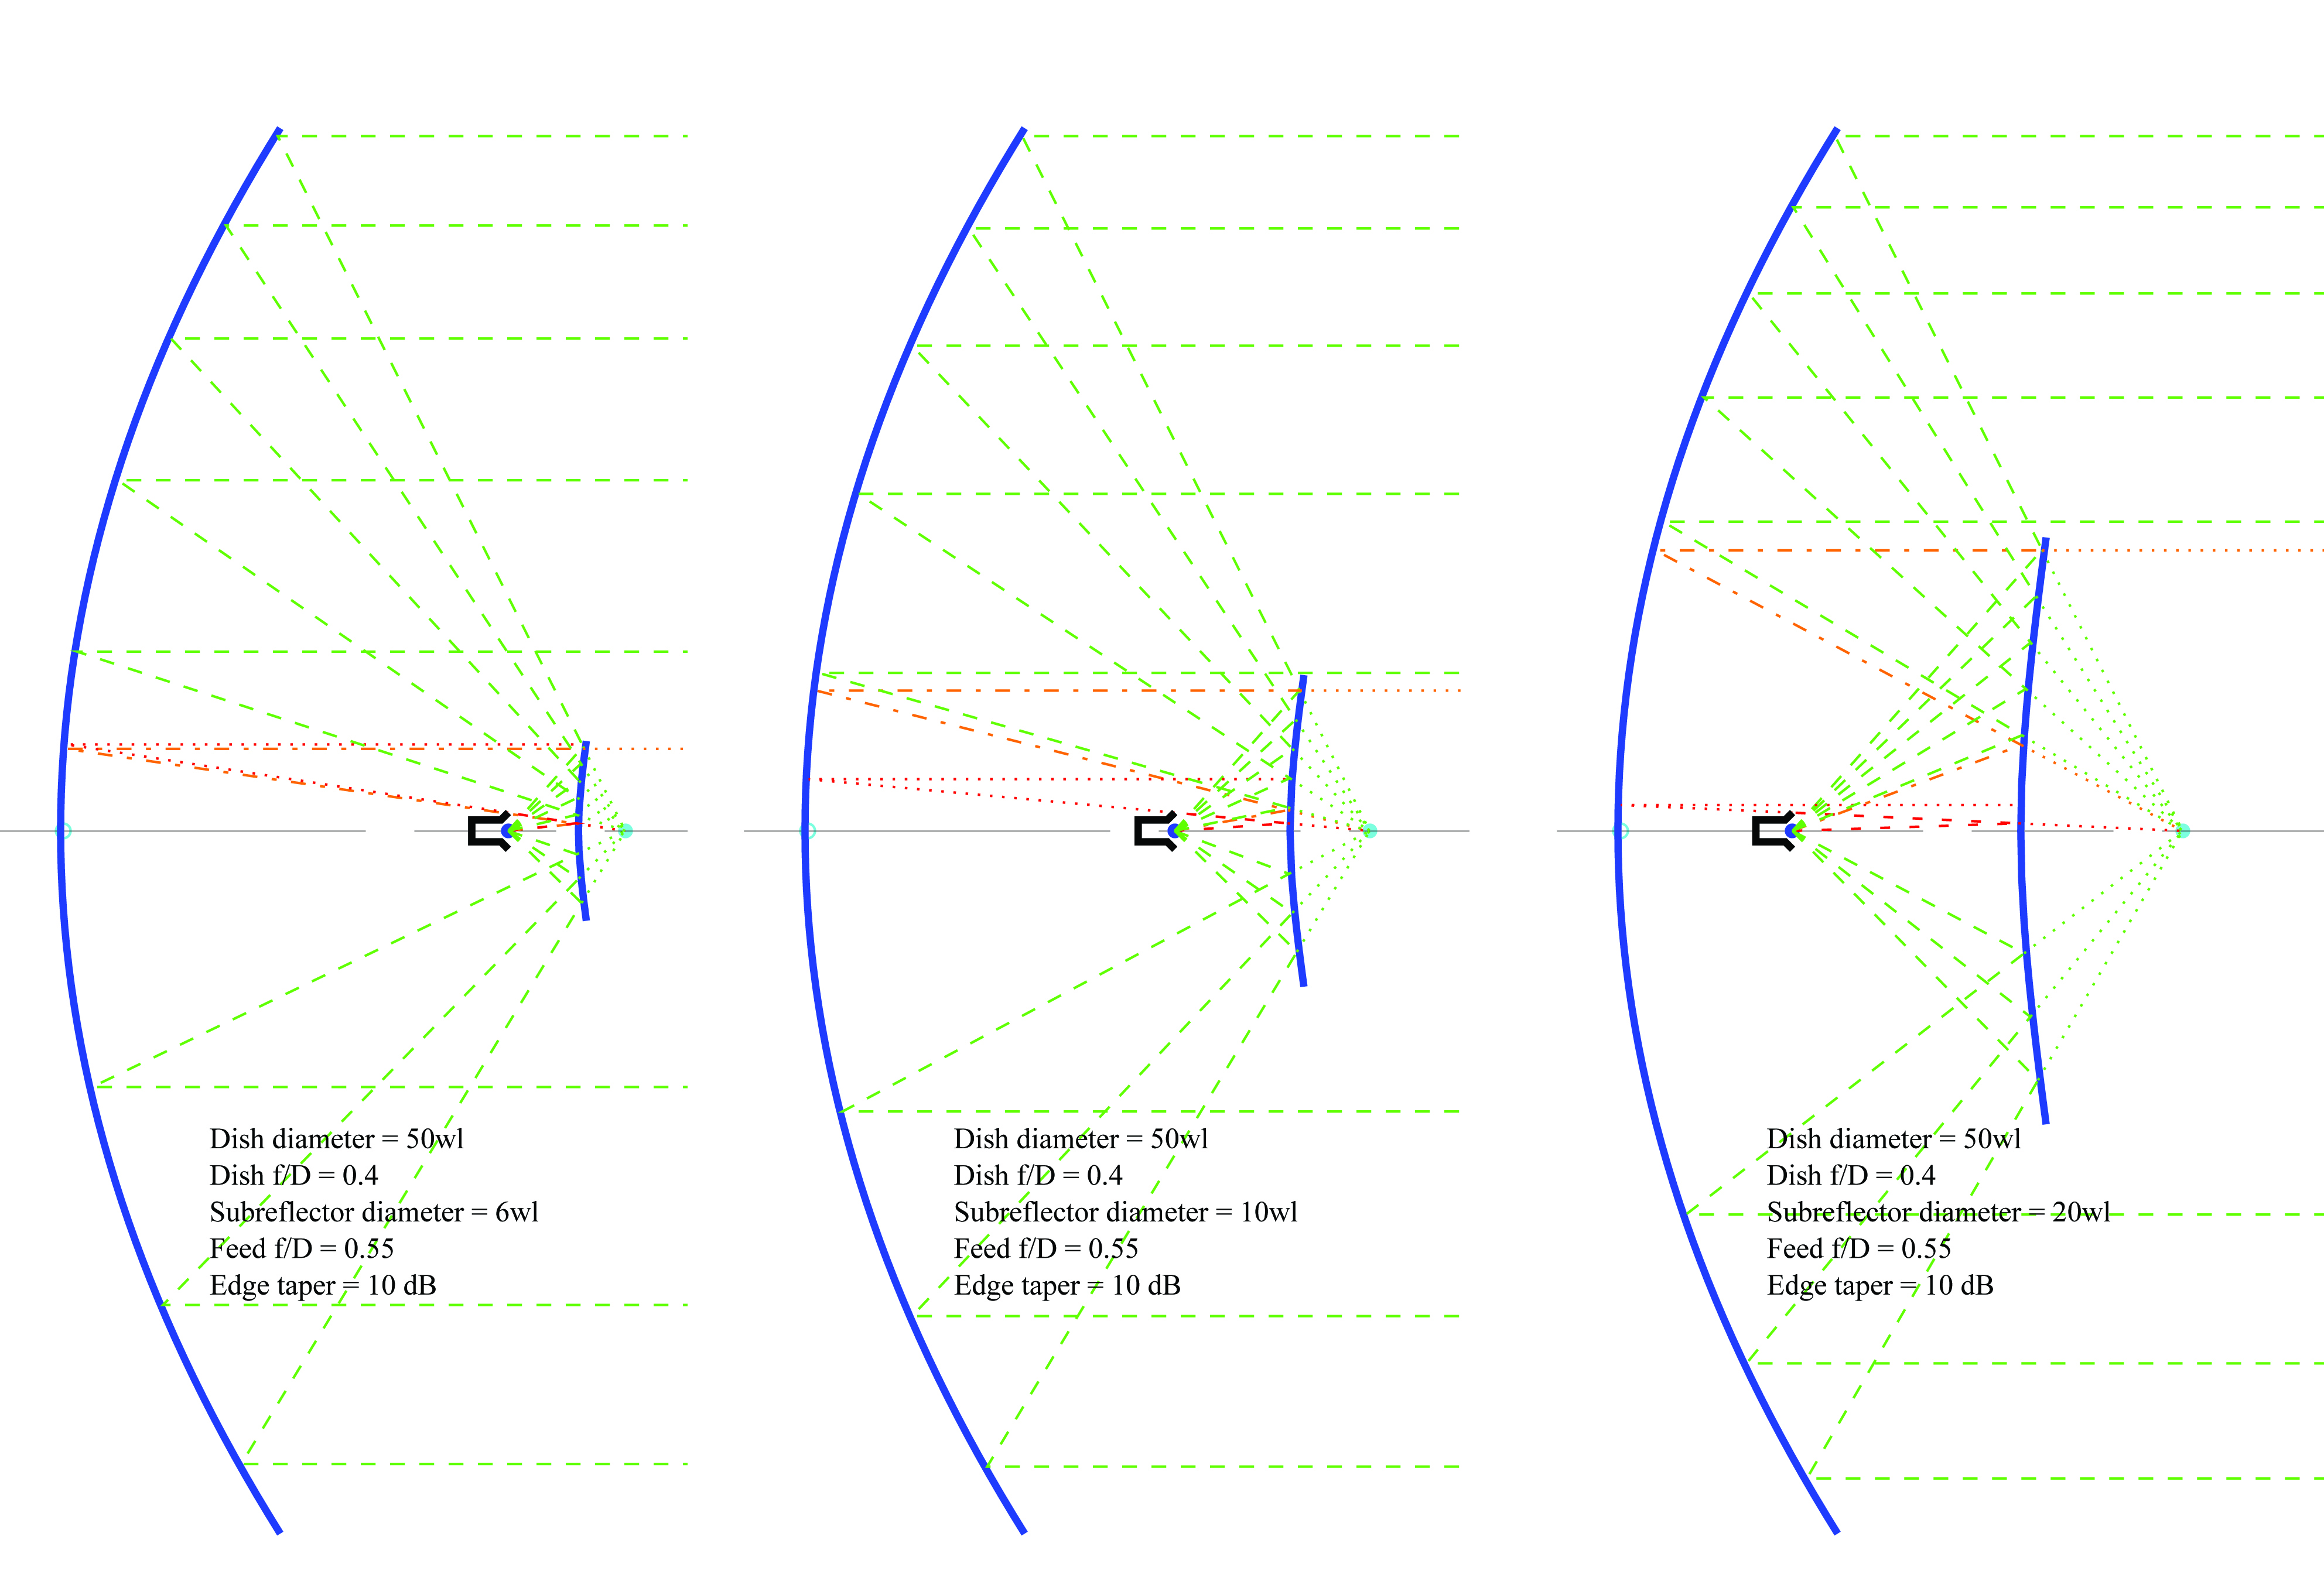 Dish diameter = 50wl
Dish f/D = 0.4
Subreflector diameter = 6wl
Feed f/D = 0.55
Edge taper = 10 dB
Dish diameter = 50wl
Dish f/D = 0.4
Subreflector diameter = 10wl
Feed f/D = 0.55
Edge taper = 10 dB
Dish diameter = 50wl
Dish f/D = 0.4
Subreflector diameter = 20wl
Feed f/D = 0.55
Edge taper = 10 dB